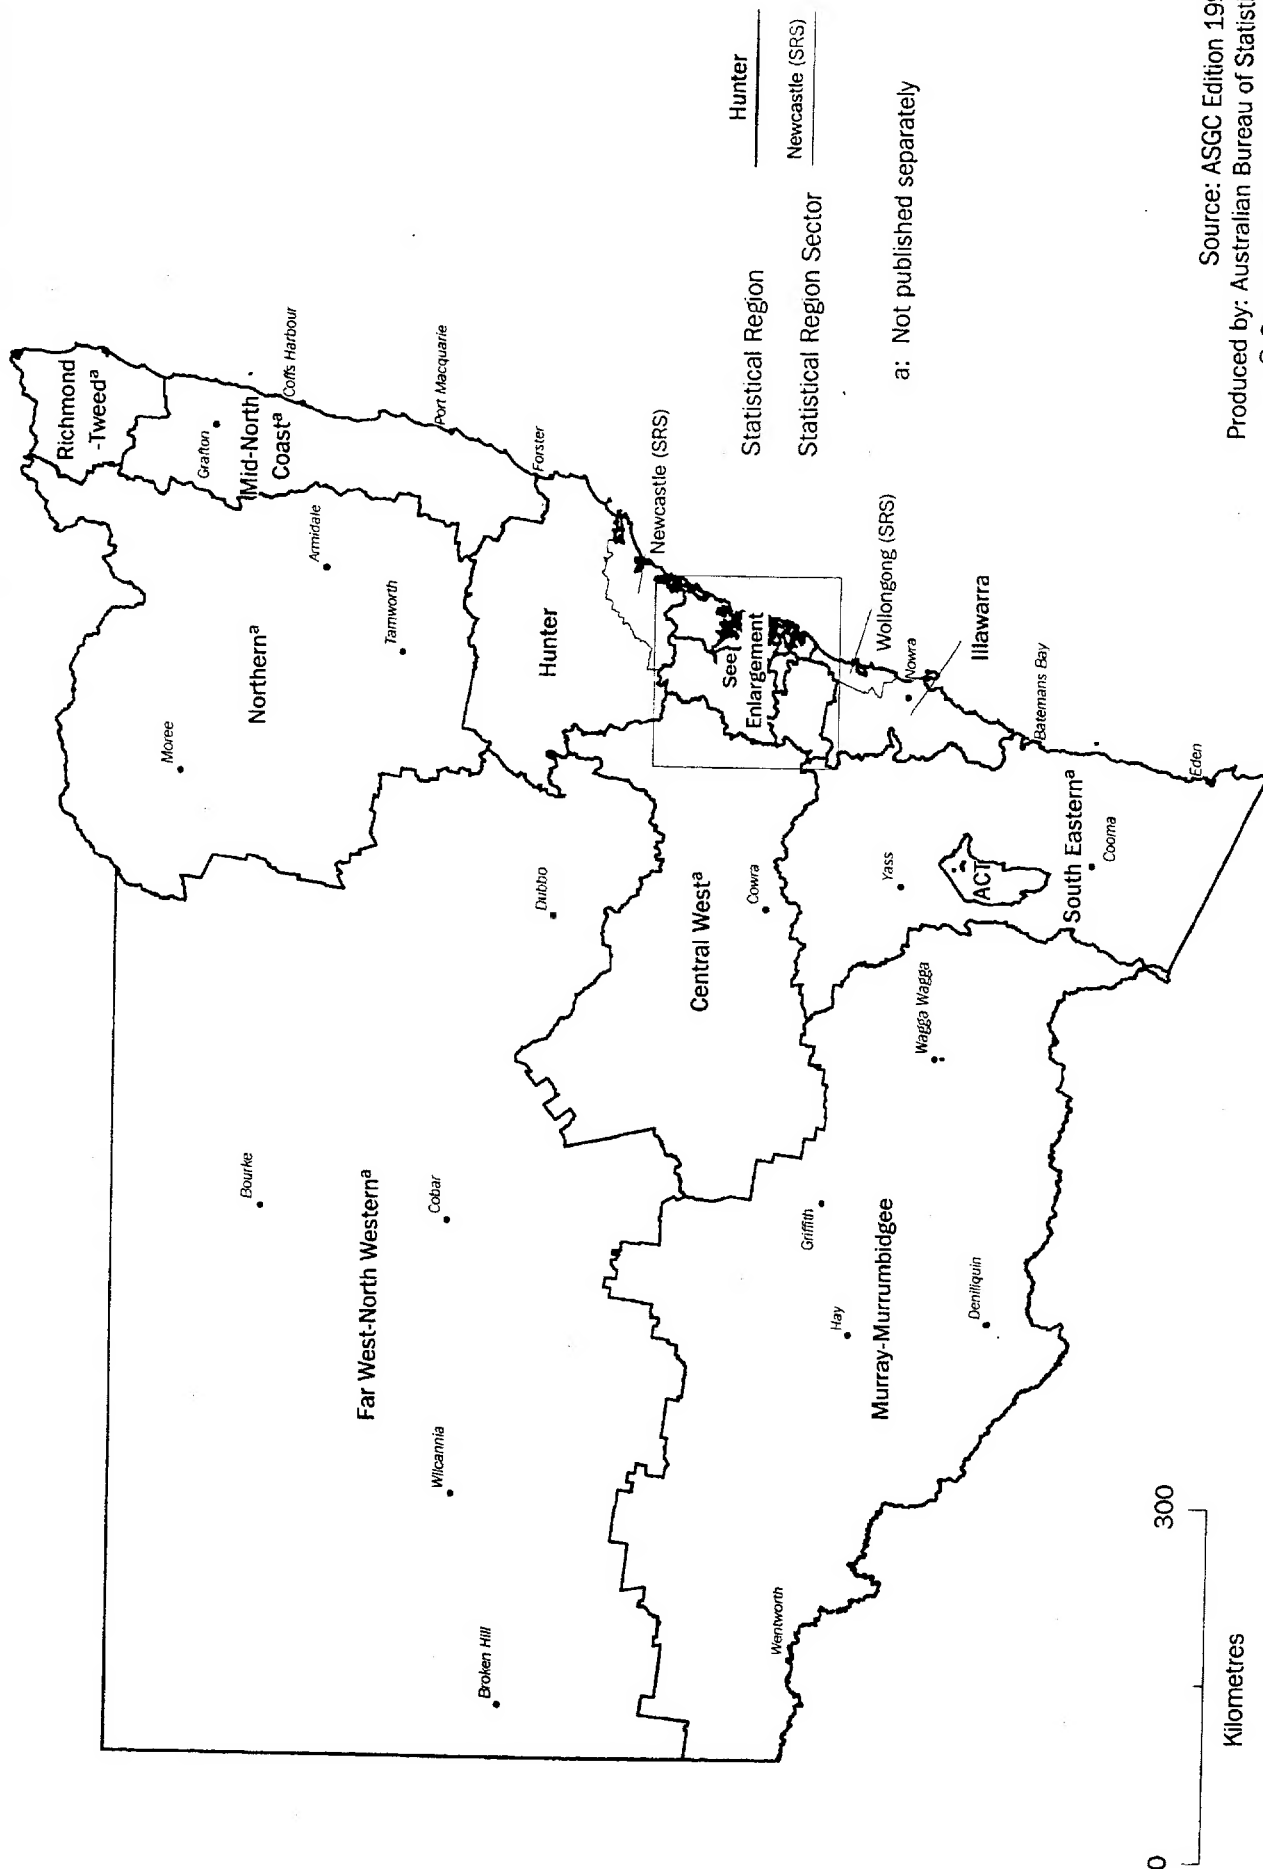 Richmond
-Tweedᵃ
Grafton
Mid-North
Coastᵃ
Coffs Harbour
Port Macquarie
Forster
Armidale
Tamworth
Moree
Northernᵃ
Hunter
Newcastle (SRS)
See
Enlargement
Wollongong (SRS)
Nowra
Illawarra
Batemans Bay
Eden
South Easternᵃ
Cooma
ACT
Yass
Cowra
Central Westᵃ
Dubbo
Bourke
Cobar
Far West-North Westernᵃ
Wilcannia
Broken Hill
Wagga Wagga
Griffith
Hay
Murray-Murrumbidgee
Deniliquin
Wentworth
Statistical Region
Hunter
Statistical Region Sector
Newcastle (SRS)
a: Not published separately
0
300
Kilometres
Source: ASGC Edition 199
Produced by: Australian Bureau of Statisti